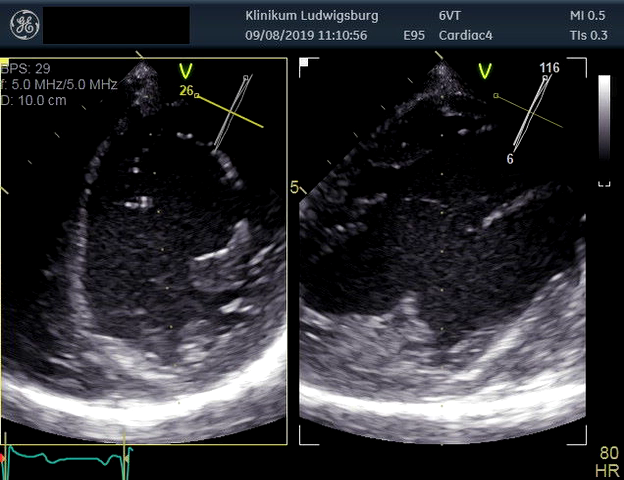 Klinikum Ludwigsburg 6VT MI 0.5
09/08/2019 11:10:56 E95 Cardiac4 TIs 0.3
BPS: 29
f: 5.0 MHz/5.0 MHz
D: 10.0 cm
V
26
V
116
6
5
80
HR